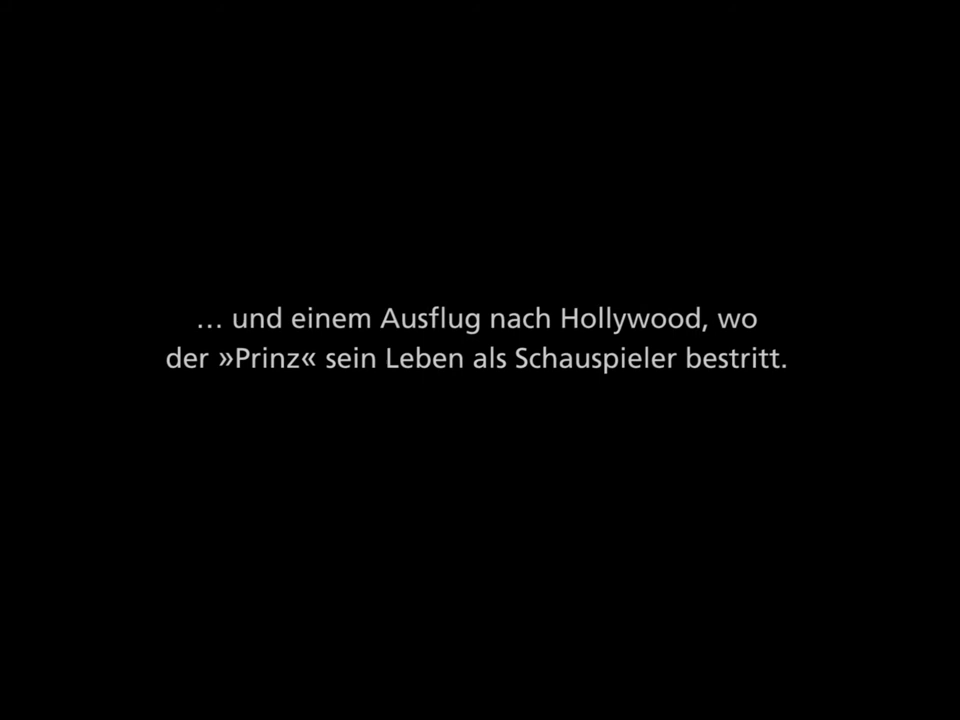 … und einem Ausflug nach Hollywood, wo
der »Prinz« sein Leben als Schauspieler bestritt.